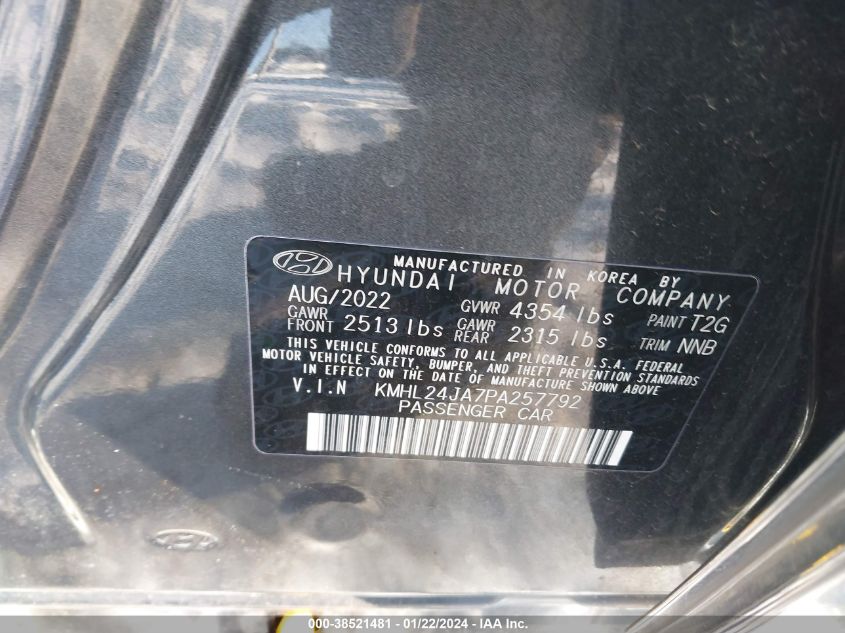 MANUFACTURED IN KOREA BY
HYUNDAI MOTOR COMPANY
AUG/2022 GVWR 4354 lbs PAINT T2G
GAWR FRONT 2513 lbs GAWR REAR 2315 lbs TRIM NNB
THIS VEHICLE CONFORMS TO ALL APPLICABLE U.S.A. FEDERAL
MOTOR VEHICLE SAFETY, BUMPER, AND THEFT PREVENTION STANDARDS
IN EFFECT ON THE DATE OF MANUFACTURE SHOWN ABOVE
V.I.N KMHL24JA7PA257792
PASSENGER CAR
000-38521481 - 01/22/2024 - IAA Inc.